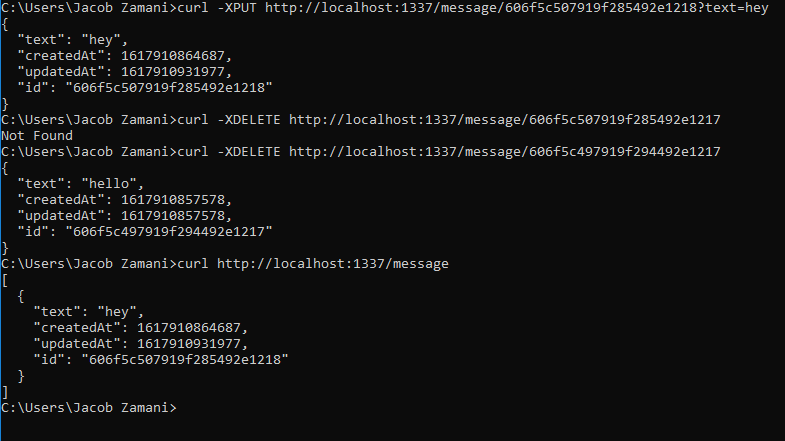 C:\Users\Jacob Zamani>curl -XPUT http://localhost:1337/message/606f5c507919f285492e1218?text=hey
{
  "text": "hey",
  "createdAt": 1617910864687,
  "updatedAt": 1617910931977,
  "id": "606f5c507919f285492e1218"
}
C:\Users\Jacob Zamani>curl -XDELETE http://localhost:1337/message/606f5c507919f285492e1217
Not Found
C:\Users\Jacob Zamani>curl -XDELETE http://localhost:1337/message/606f5c497919f294492e1217
{
  "text": "hello",
  "createdAt": 1617910857578,
  "updatedAt": 1617910857578,
  "id": "606f5c497919f294492e1217"
}
C:\Users\Jacob Zamani>curl http://localhost:1337/message
[
  {
    "text": "hey",
    "createdAt": 1617910864687,
    "updatedAt": 1617910931977,
    "id": "606f5c507919f285492e1218"
  }
]
C:\Users\Jacob Zamani>